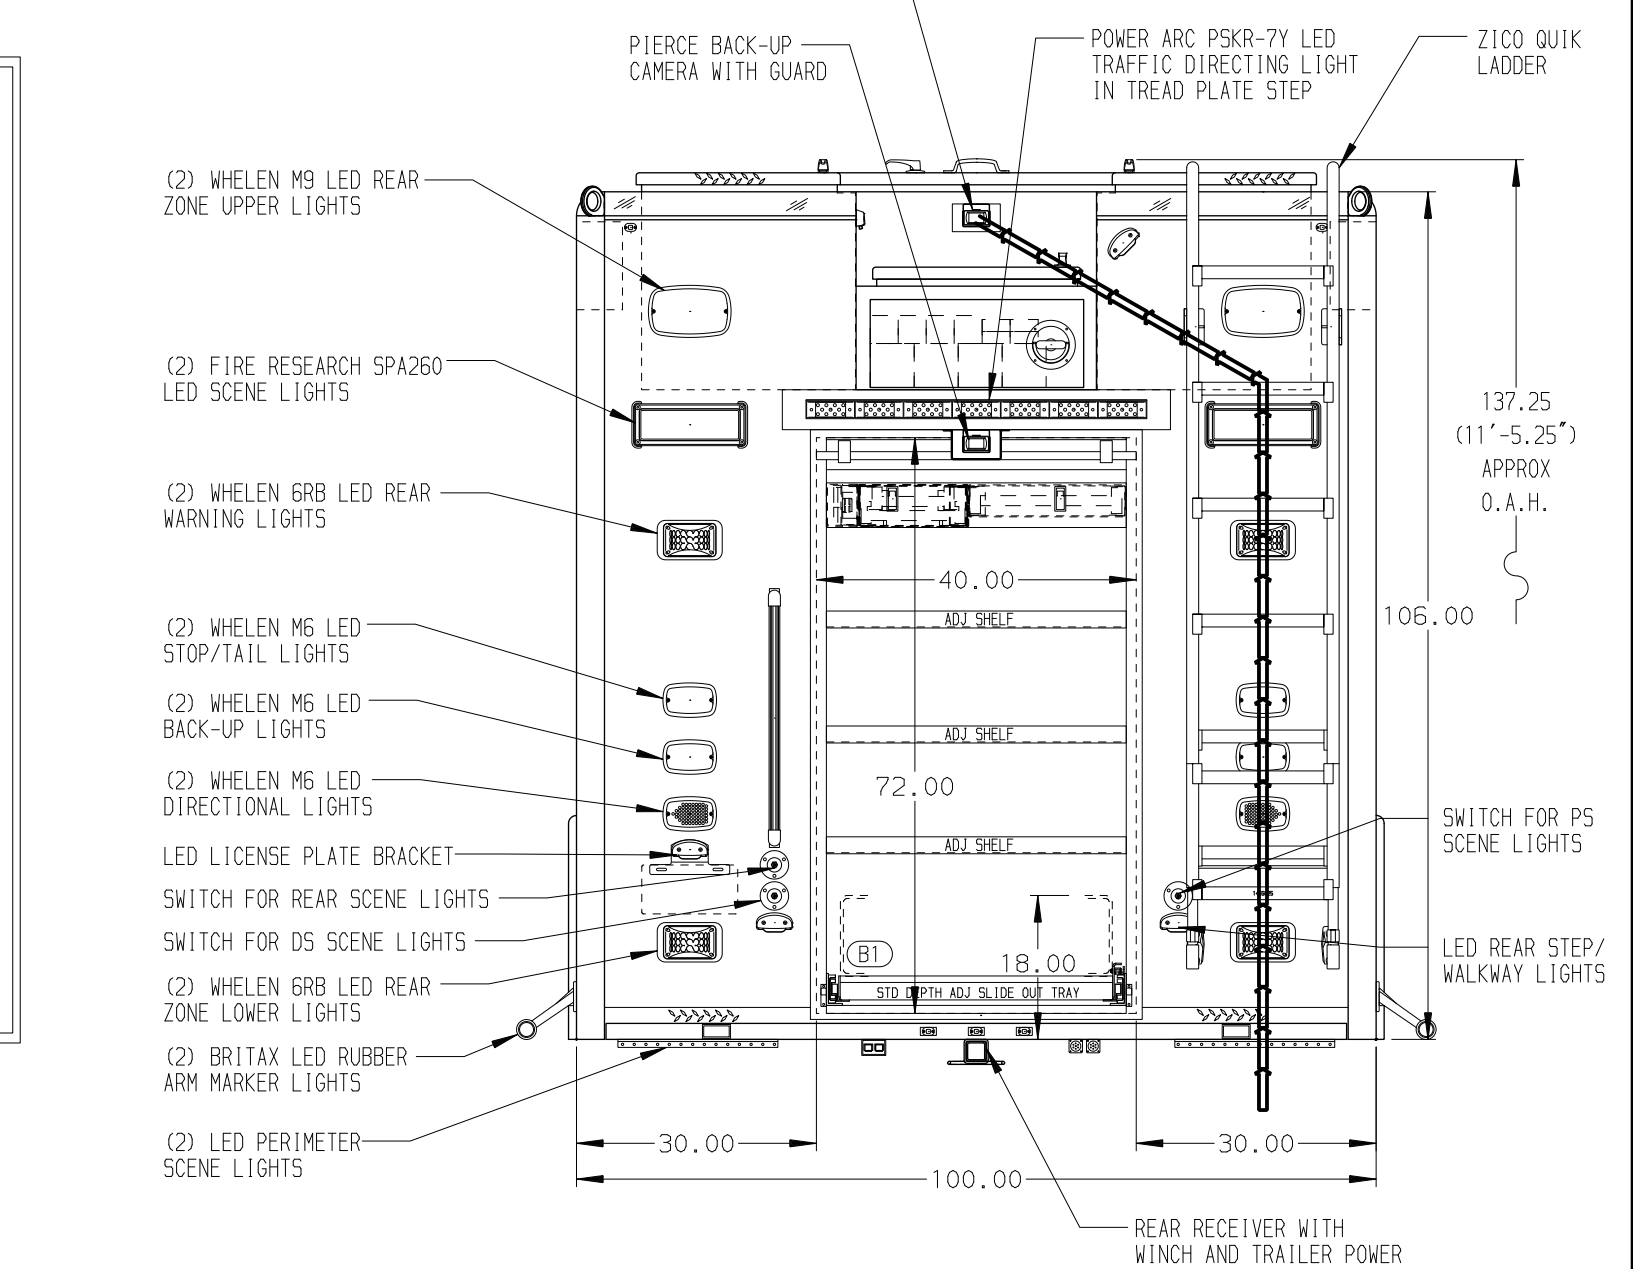 PIERCE BACK-UP
CAMERA WITH GUARD
POWER ARC PSKR-7Y LED
TRAFFIC DIRECTING LIGHT
IN TREAD PLATE STEP
ZICO QUIK
LADDER
(2) WHELEN M9 LED REAR
ZONE UPPER LIGHTS
(2) FIRE RESEARCH SPA260
LED SCENE LIGHTS
137.25
(11'-5.25")
APPROX
O.A.H.
(2) WHELEN 6RB LED REAR
WARNING LIGHTS
40.00
106.00
ADJ SHELF
(2) WHELEN M6 LED
STOP/TAIL LIGHTS
(2) WHELEN M6 LED
BACK-UP LIGHTS
ADJ SHELF
72.00
(2) WHELEN M6 LED
DIRECTIONAL LIGHTS
SWITCH FOR PS
SCENE LIGHTS
ADJ SHELF
LED LICENSE PLATE BRACKET
SWITCH FOR REAR SCENE LIGHTS
SWITCH FOR DS SCENE LIGHTS
B1
18.00
LED REAR STEP/
WALKWAY LIGHTS
STD DEPTH ADJ SLIDE OUT TRAY
(2) WHELEN 6RB LED REAR
ZONE LOWER LIGHTS
(2) BRITAX LED RUBBER
ARM MARKER LIGHTS
(2) LED PERIMETER
SCENE LIGHTS
30.00
30.00
100.00
REAR RECEIVER WITH
WINCH AND TRAILER POWER